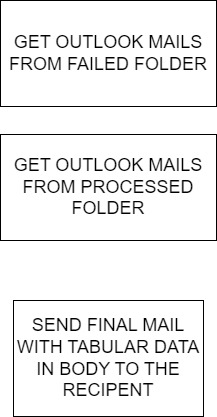 GET OUTLOOK MAILS
FROM FAILED FOLDER
GET OUTLOOK MAILS
FROM PROCESSED
FOLDER
SEND FINAL MAIL
WITH TABULAR DATA
IN BODY TO THE
RECIPENT